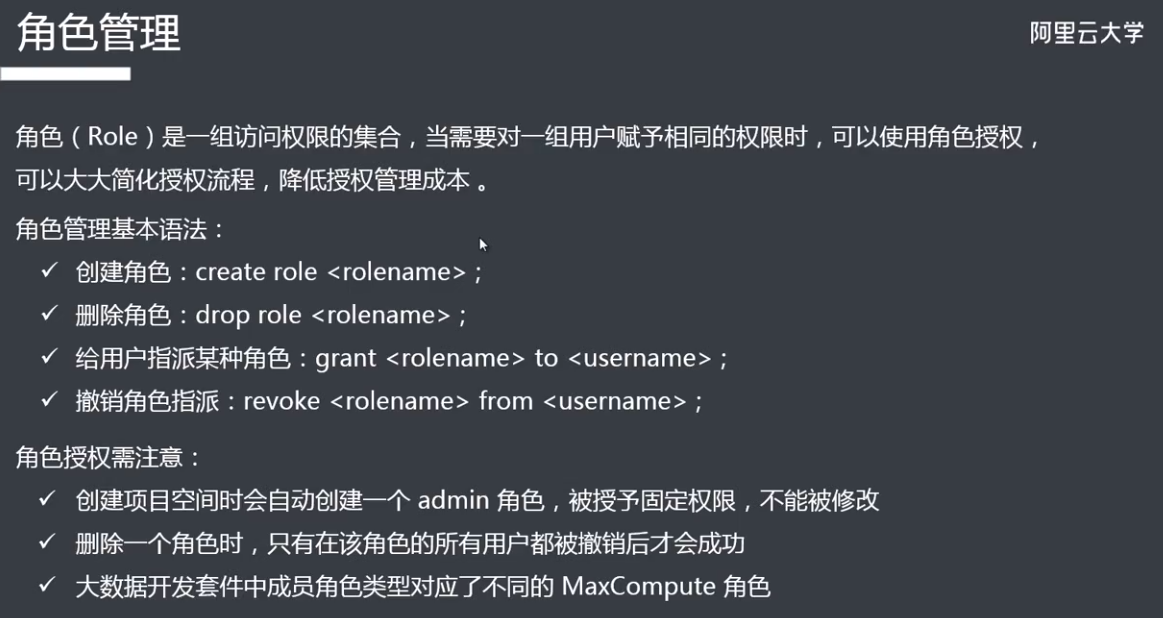 角色管理
阿里云大学
角色（Role）是一组访问权限的集合，当需要对一组用户赋予相同的权限时，可以使用角色授权，
可以大大简化授权流程，降低授权管理成本 。
角色管理基本语法：
✓ 创建角色：create role <rolename>；
✓ 删除角色：drop role <rolename>；
✓ 给用户指派某种角色：grant <rolename> to <username>；
✓ 撤销角色指派：revoke <rolename> from <username>；
角色授权需注意：
✓ 创建项目空间时会自动创建一个 admin 角色，被授予固定权限，不能被修改
✓ 删除一个角色时，只有在该角色的所有用户都被撤销后才会成功
✓ 大数据开发套件中成员角色类型对应了不同的 MaxCompute 角色